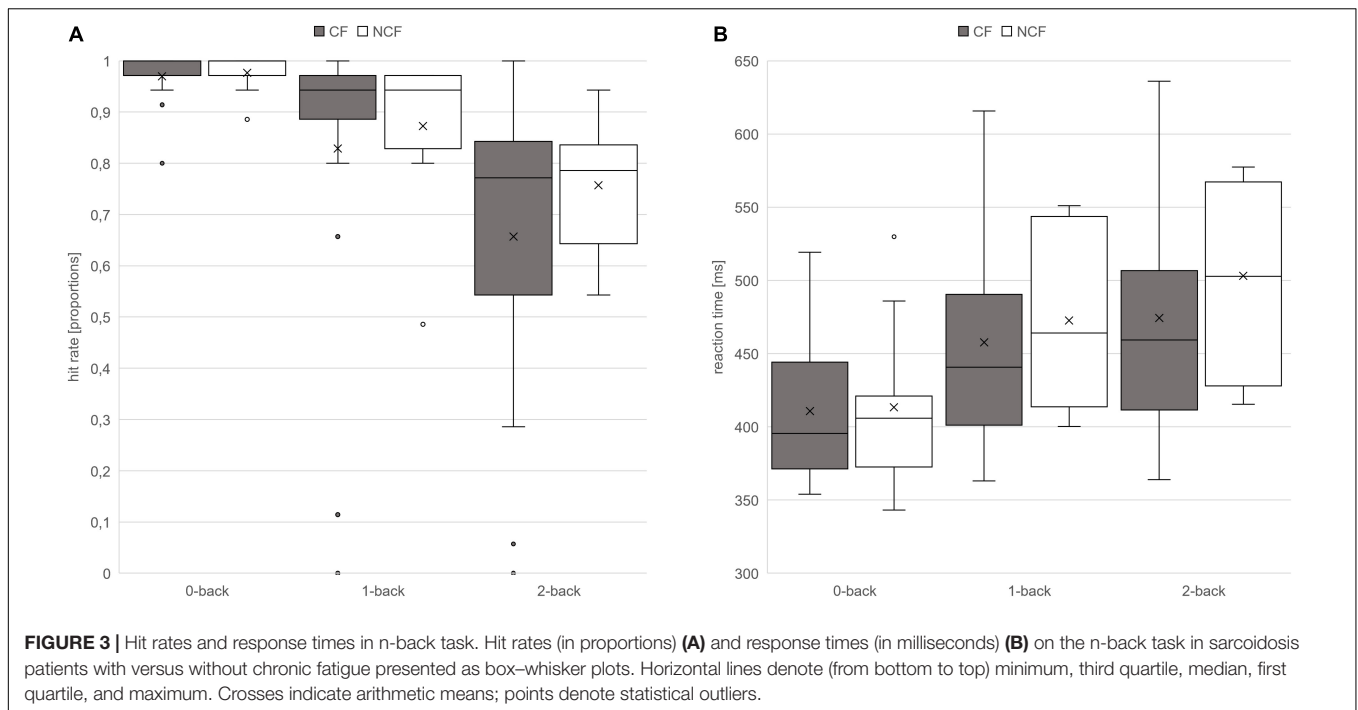 A
CF NCF
hit rate [proportions]
1
0,9
0,8
0,7
0,6
0,5
0,4
0,3
0,2
0,1
0
0-back 1-back 2-back
B
CF NCF
reaction time [ms]
650
600
550
500
450
400
350
300
0-back 1-back 2-back
FIGURE 3 | Hit rates and response times in n-back task. Hit rates (in proportions) (A) and response times (in milliseconds) (B) on the n-back task in sarcoidosis
patients with versus without chronic fatigue presented as box–whisker plots. Horizontal lines denote (from bottom to top) minimum, third quartile, median, first
quartile, and maximum. Crosses indicate arithmetic means; points denote statistical outliers.